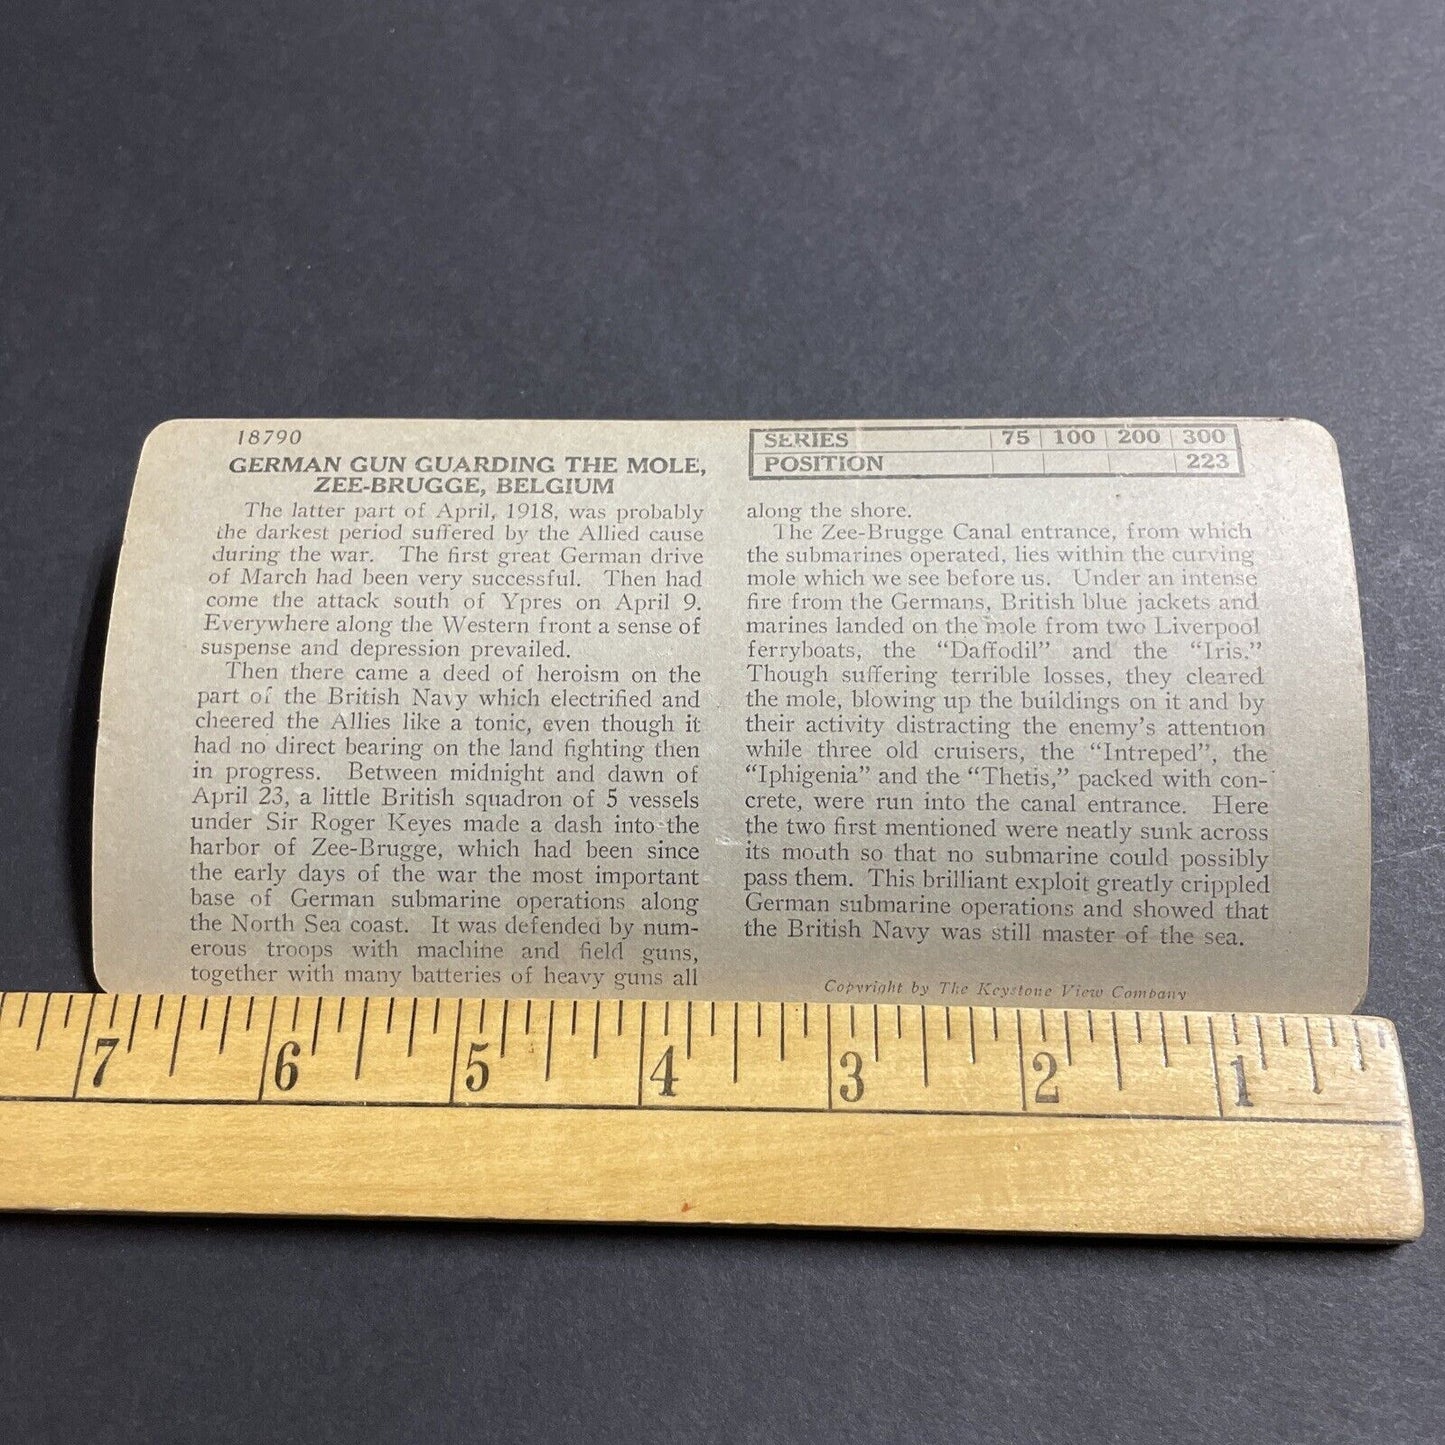 18790
GERMAN GUN GUARDING THE MOLE,
ZEE-BRUGGE, BELGIUM
The latter part of April, 1918, was probably
the darkest period suffered by the Allied cause
during the war. The first great German drive
of March had been very successful. Then had
come the attack south of Ypres on April 9.
Everywhere along the Western front a sense of
suspense and depression prevailed.
Then there came a deed of heroism on the
part of the British Navy which electrified and
cheered the Allies like a tonic, even though it
had no direct bearing on the land fighting then
in progress. Between midnight and dawn of
April 23, a little British squadron of 5 vessels
under Sir Roger Keyes made a dash into the
harbor of Zee-Brugge, which had been since
the early days of the war the most important
base of German submarine operations along
the North Sea coast. It was defended by num-
erous troops with machine and field guns,
together with many batteries of heavy guns all
SERIES 75 100 200 300
POSITION 223
along the shore.
The Zee-Brugge Canal entrance, from which
the submarines operated, lies within the curving
mole which we see before us. Under an intense
fire from the Germans, British blue jackets and
marines landed on the mole from two Liverpool
ferryboats, the "Daffodil" and the "Iris."
Though suffering terrible losses, they cleared
the mole, blowing up the buildings on it and by
their activity distracting the enemy's attention
while three old cruisers, the "Intreped", the
"Iphigenia" and the "Thetis," packed with con-
crete, were run into the canal entrance. Here
the two first mentioned were neatly sunk across
its mouth so that no submarine could possibly
pass them. This brilliant exploit greatly crippled
German submarine operations and showed that
the British Navy was still master of the sea.
Copyright by The Keystone View Company
7 6 5 4 3 2 1